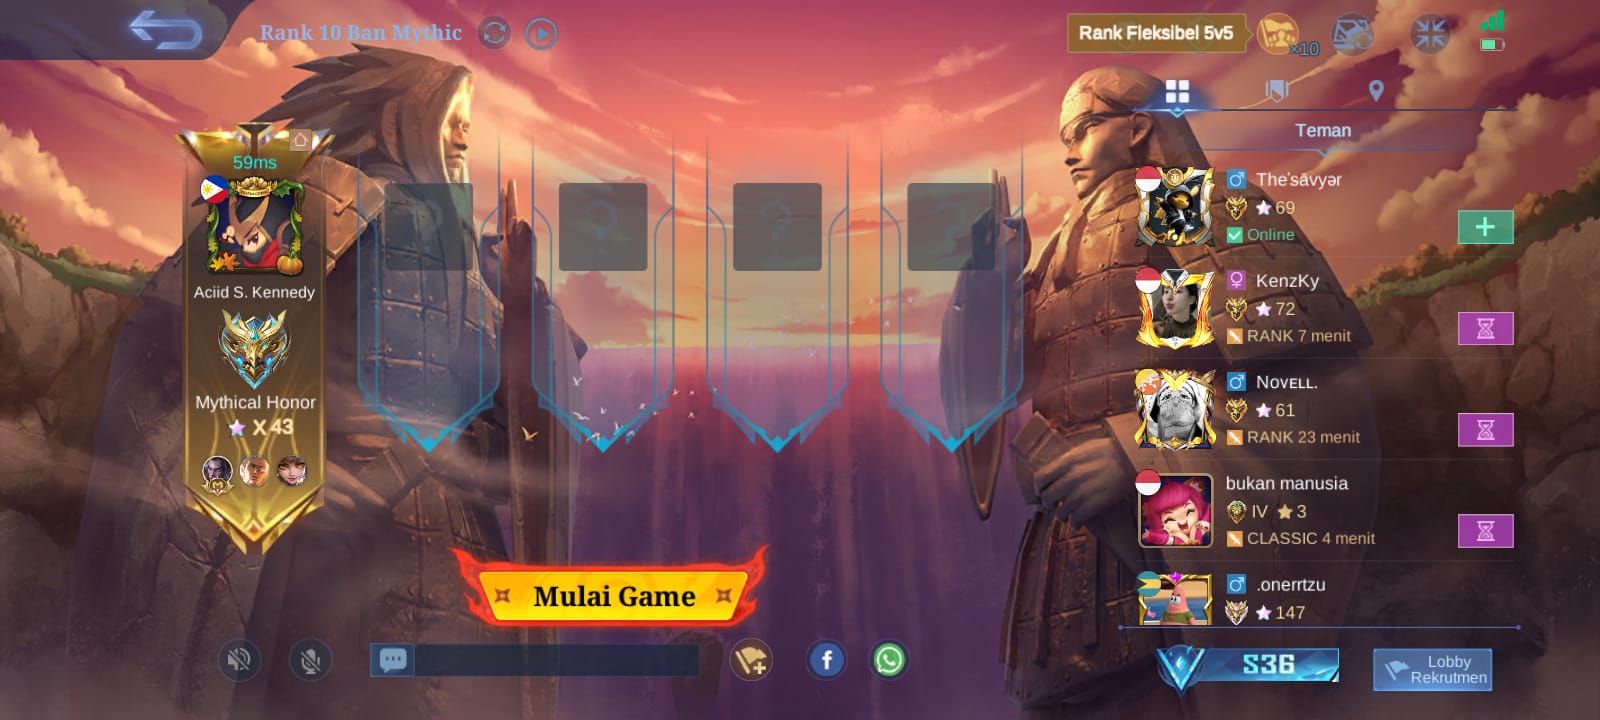 Rank 10 Ban Mythic
Rank Fleksibel 5v5
x10
Teman
59ms
Aciid S. Kennedy
Mythical Honor
X 43
The'sãvyər
69
Online
KenzKy
72
RANK 7 menit
Nᴏᴠᴇʟʟ.
61
RANK 23 menit
bukan manusia
IV 3
CLASSIC 4 menit
.onerrtzu
147
Mulai Game
S36
Lobby
Rekrutmen